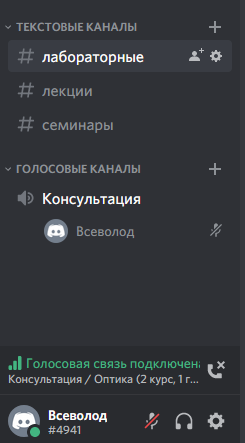 ТЕКСТОВЫЕ КАНАЛЫ
лабораторные
лекции
семинары
ГОЛОСОВЫЕ КАНАЛЫ
Консультация
Всеволод
Голосовая связь подключена
Консультация / Оптика (2 курс, 1 г...
Всеволод
#4941